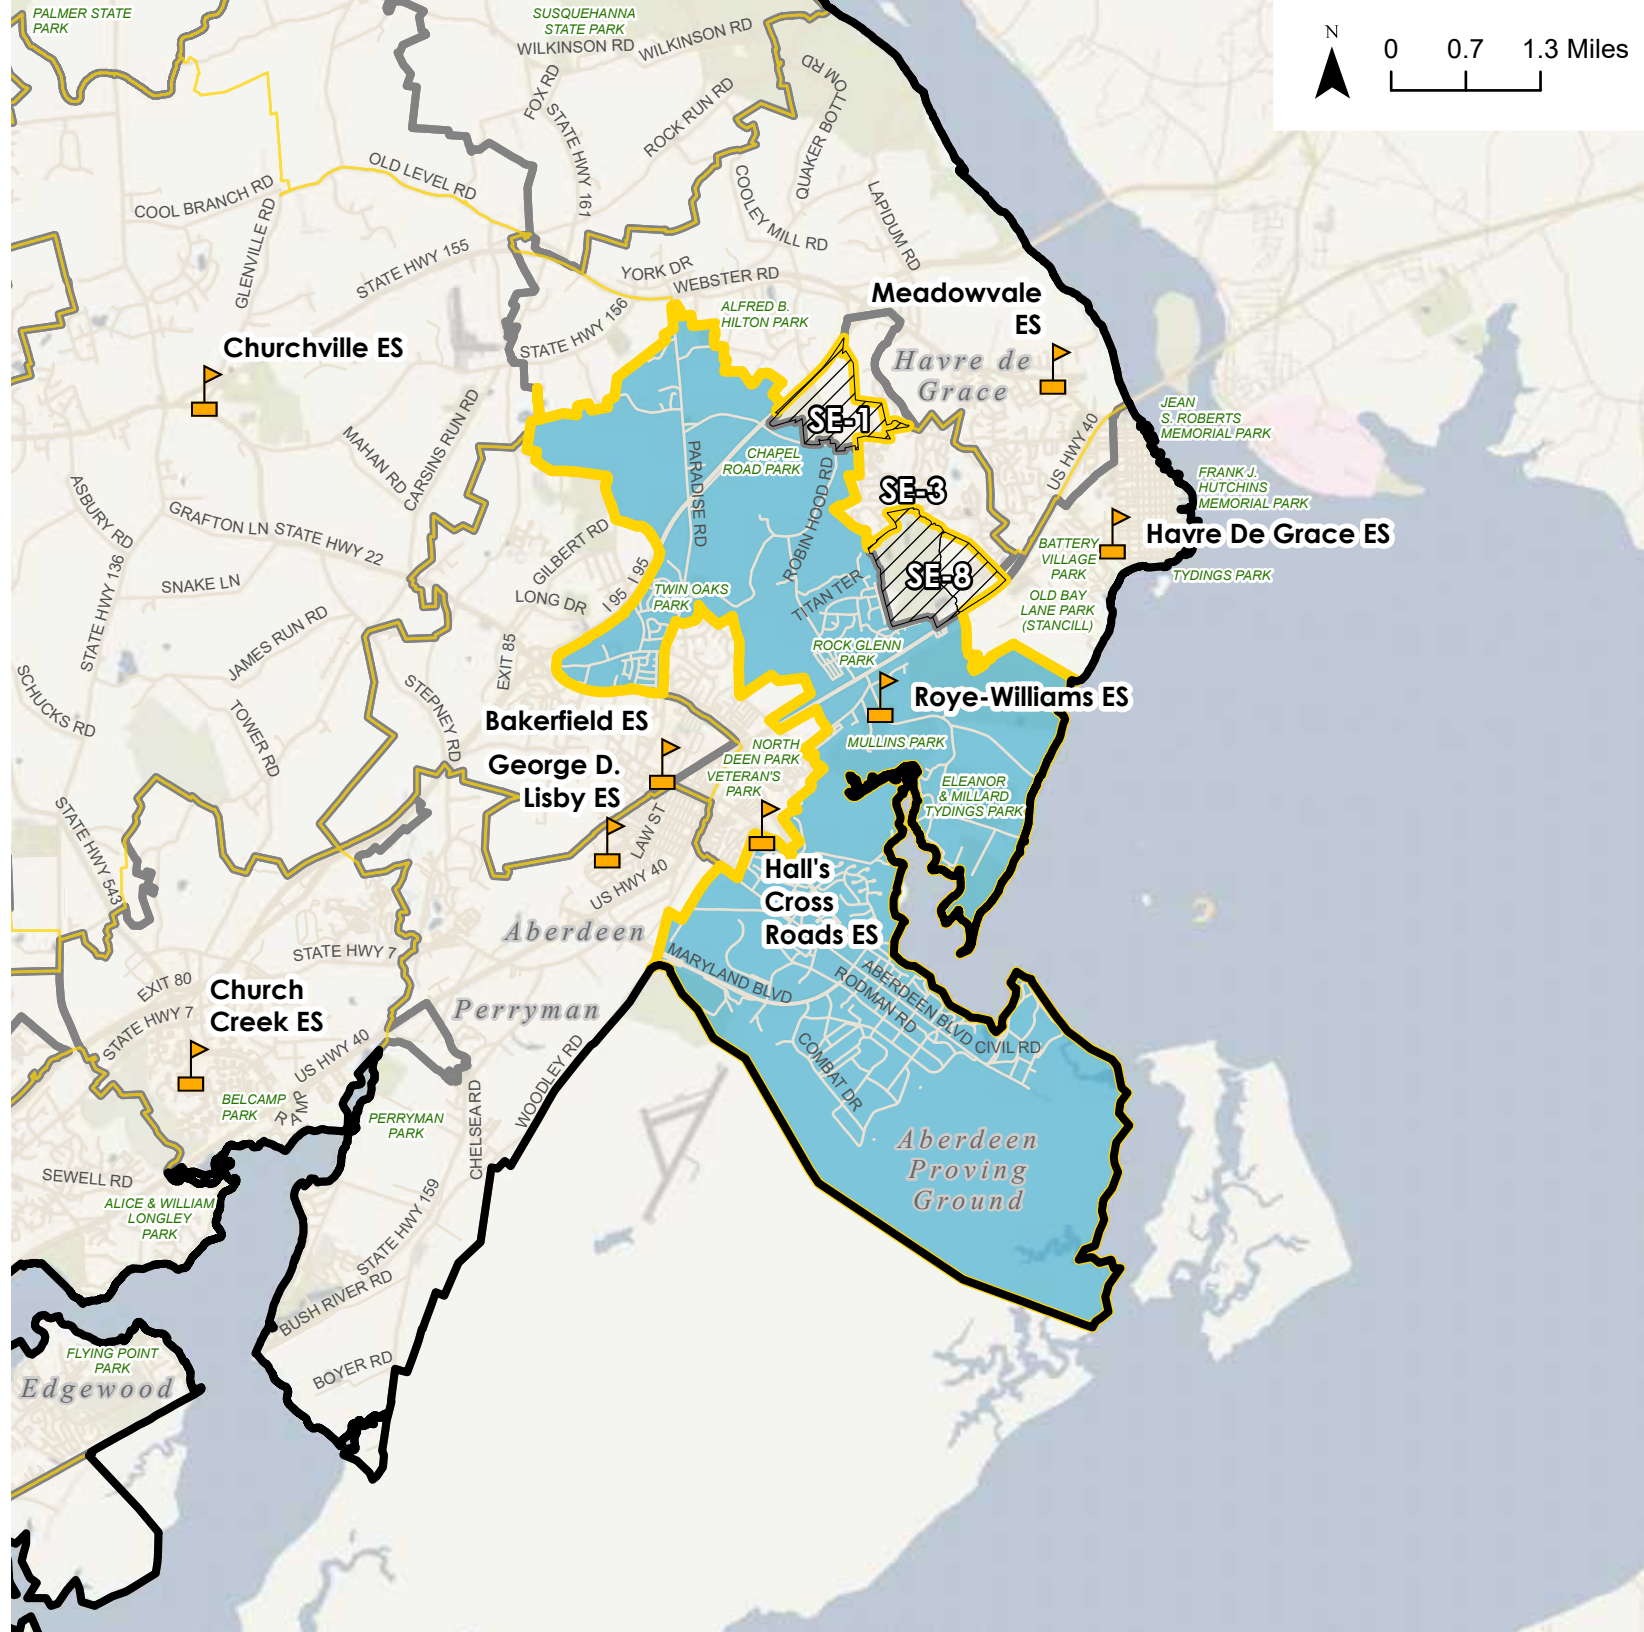 PALMER STATE
PARK
SUSQUEHANNA
STATE PARK
WILKINSON RD
WILKINSON RD
N
0 0.7 1.3 Miles
FOX RD
STATE HWY 161
ROCK RUN RD
QUAKER BOTTOM RD
OLD LEVEL RD
COOL BRANCH RD
GLENVILLE RD
COOLEY MILL RD
LAPIDUM RD
STATE HWY 155
YORK DR
WEBSTER RD
STATE HWY 156
ALFRED B.
HILTON PARK
Meadowvale
ES
Churchville ES
Havre de
Grace
SE-1
JEAN
S. ROBERTS
MEMORIAL PARK
US HWY 40
MAHAN RD
CARSINS RUN RD
PARADISE RD
CHAPEL
ROAD PARK
ROBIN HOOD RD
SE-3
FRANK J.
HUTCHINS
MEMORIAL PARK
ASBURY RD
GRAFTON LN
STATE HWY 22
GILBERT RD
Havre De Grace ES
BATTERY
VILLAGE
PARK
TYDINGS PARK
STATE HWY 136
SNAKE LN
LONG DR
I 95
I 95
TWIN OAKS
PARK
TITAN TER
SE-8
OLD BAY
LANE PARK
(STANCILL)
JAMES RUN RD
EXIT 85
ROCK GLENN
PARK
SCHUCKS RD
TOWER RD
STEPNEY RD
Roye-Williams ES
Bakerfield ES
MULLINS PARK
NORTH
DEEN PARK
VETERAN'S
PARK
George D.
Lisby ES
ELEANOR
& MILLARD
TYDINGS PARK
STATE HWY 543
LAW ST
US HWY 40
Hall's
Cross
Roads ES
Aberdeen
STATE HWY 7
MARYLAND BLVD
ABERDEEN BLVD
RODMAN RD
CIVIL RD
COMBAT DR
EXIT 80
Church
Creek ES
STATE HWY 7
Perryman
US HWY 40
WOODLEY RD
BELCAMP
PARK
RAMP
PERRYMAN
PARK
CHELSEA RD
Aberdeen
Proving
Ground
SEWELL RD
ALICE & WILLIAM
LONGLEY
PARK
STATE HWY 159
BUSH RIVER RD
FLYING POINT
PARK
BOYER RD
Edgewood